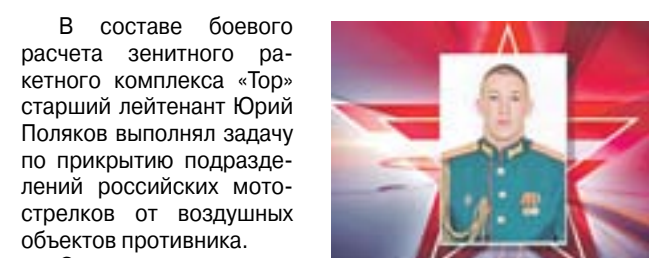 В составе боевого
расчета зенитного ра-
кетного комплекса «Тор»
старший лейтенант Юрий
Поляков выполнял задачу
по прикрытию подразде-
лений российских мото-
стрелков от воздушных
объектов противника.